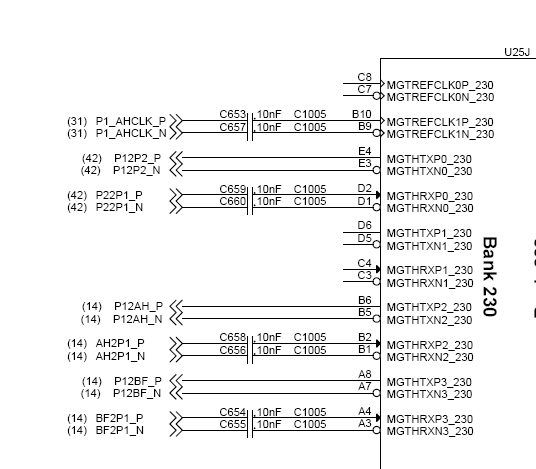 U25J
C8 MGTREFCLK0P_230
C7 MGTREFCLK0N_230
(31) P1_AHCLK_P C653 10nF C1005 B10 MGTREFCLK1P_230
(31) P1_AHCLK_N C657 10nF C1005 B9 MGTREFCLK1N_230
(42) P12P2_P E4 MGTHTXP0_230
(42) P12P2_N E3 MGTHTXN0_230
(42) P22P1_P C659 10nF C1005 D2 MGTHRXP0_230
(42) P22P1_N C660 10nF C1005 D1 MGTHRXN0_230
D6 MGTHTXP1_230
D5 MGTHTXN1_230
C4 MGTHRXP1_230
C3 MGTHRXN1_230
Bank 230
(14) P12AH_P B6 MGTHTXP2_230
(14) P12AH_N B5 MGTHTXN2_230
(14) AH2P1_P C658 10nF C1005 B2 MGTHRXP2_230
(14) AH2P1_N C656 10nF C1005 B1 MGTHRXN2_230
(14) P12BF_P A8 MGTHTXP3_230
(14) P12BF_N A7 MGTHTXN3_230
(14) BF2P1_P C654 10nF C1005 A4 MGTHRXP3_230
(14) BF2P1_N C655 10nF C1005 A3 MGTHRXN3_230